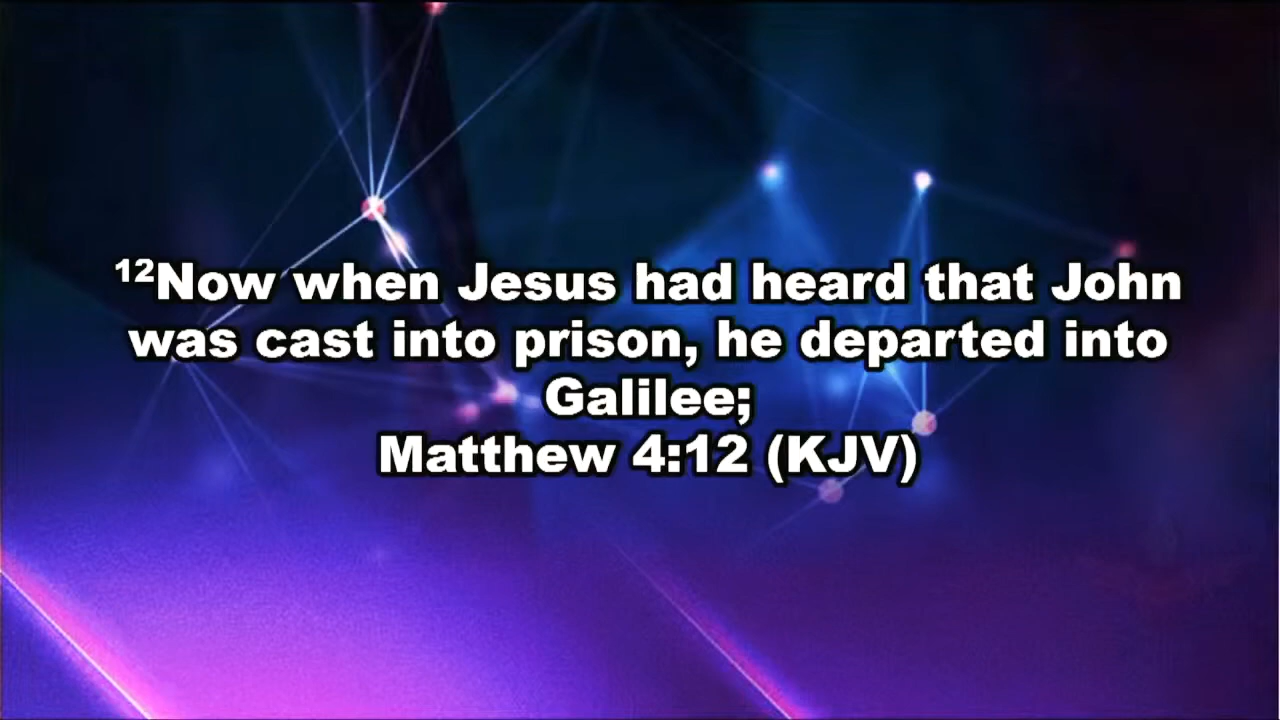 ¹²Now when Jesus had heard that John
was cast into prison, he departed into
Galilee;
Matthew 4:12 (KJV)